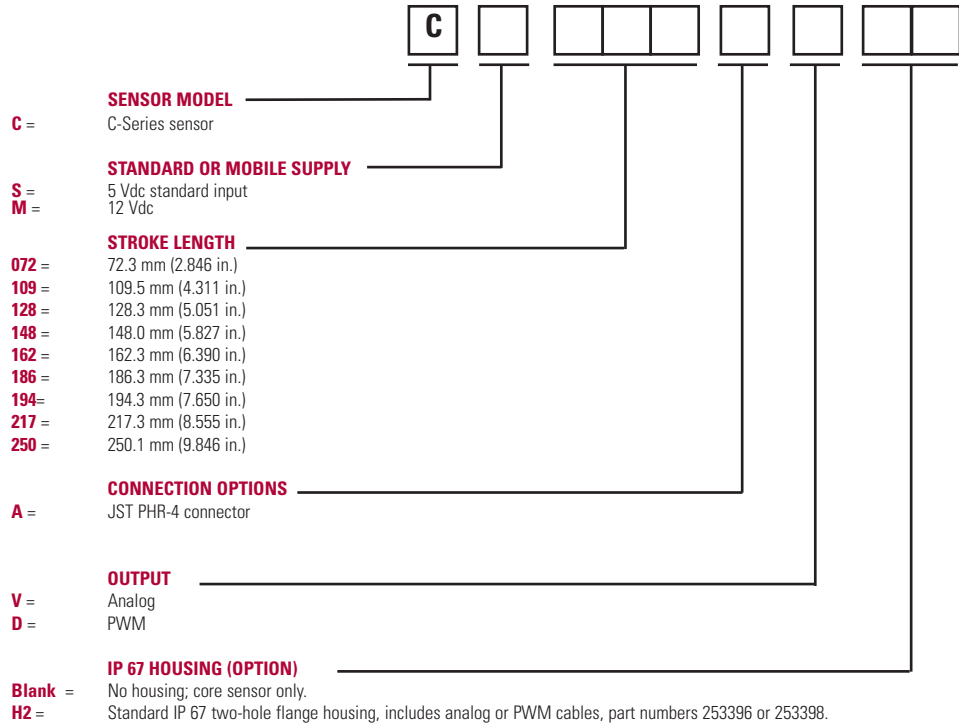 C
SENSOR MODEL
C = C-Series sensor
STANDARD OR MOBILE SUPPLY
S = 5 Vdc standard input
M = 12 Vdc
STROKE LENGTH
072 = 72.3 mm (2.846 in.)
109 = 109.5 mm (4.311 in.)
128 = 128.3 mm (5.051 in.)
148 = 148.0 mm (5.827 in.)
162 = 162.3 mm (6.390 in.)
186 = 186.3 mm (7.335 in.)
194= 194.3 mm (7.650 in.)
217 = 217.3 mm (8.555 in.)
250 = 250.1 mm (9.846 in.)
CONNECTION OPTIONS
A = JST PHR-4 connector
OUTPUT
V = Analog
D = PWM
IP 67 HOUSING (OPTION)
Blank = No housing; core sensor only.
H2 = Standard IP 67 two-hole flange housing, includes analog or PWM cables, part numbers 253396 or 253398.